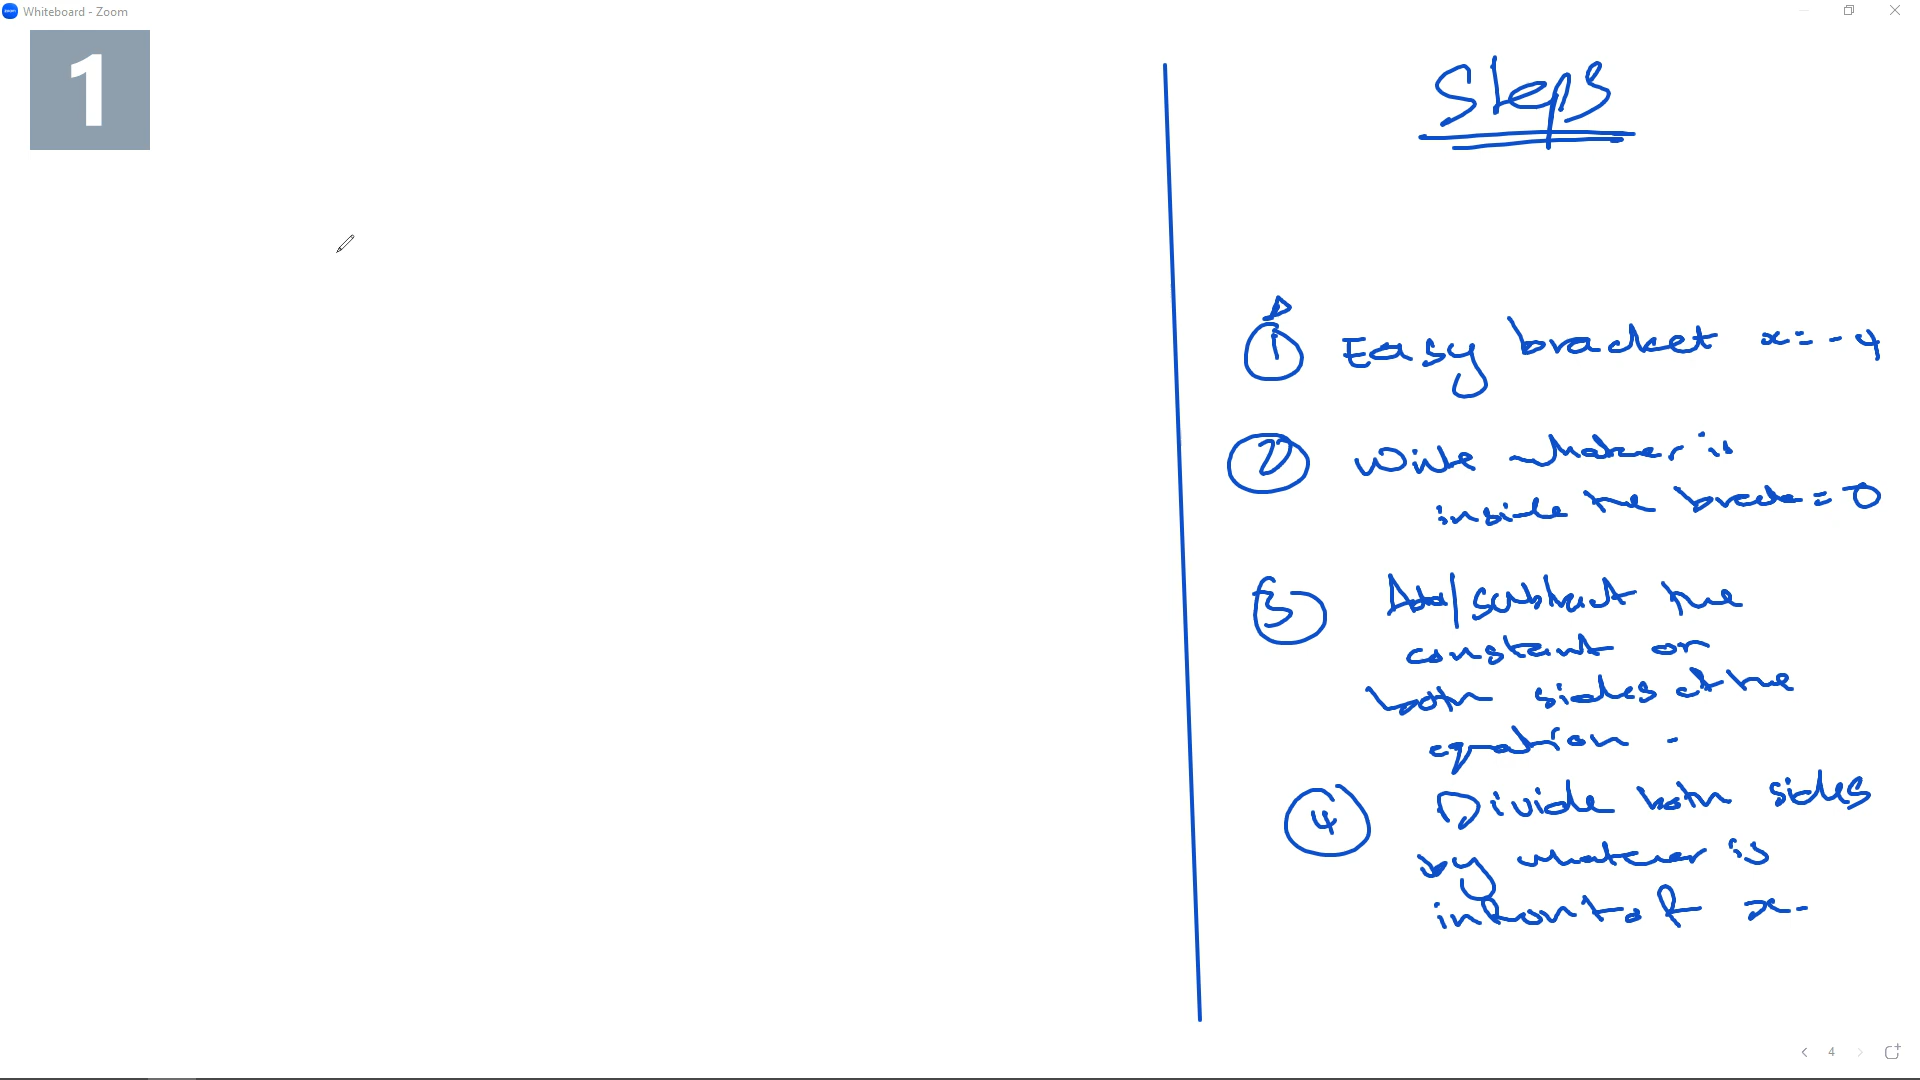 Whiteboard - Zoom
1
Steps
① Easy bracket x = -4
② Write whatever is
inside the bracket = 0
③ Add/subtract the
constant on
both sides of the
equation.
④ Divide both sides
by whatever is
infront of x.
4